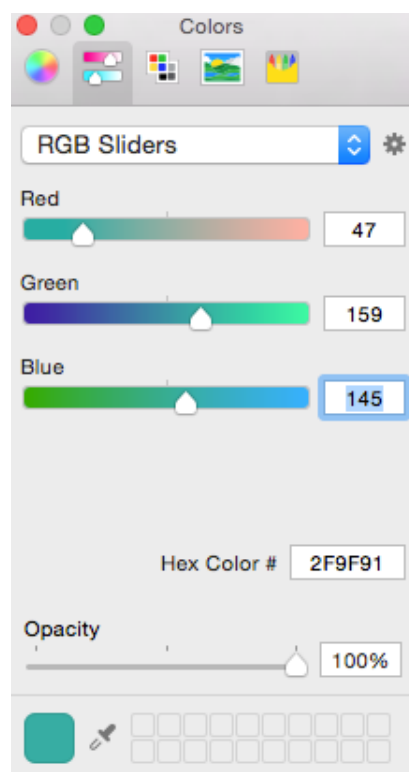 Colors
RGB Sliders
Red
47
Green
159
Blue
145
Hex Color # 2F9F91
Opacity
100%